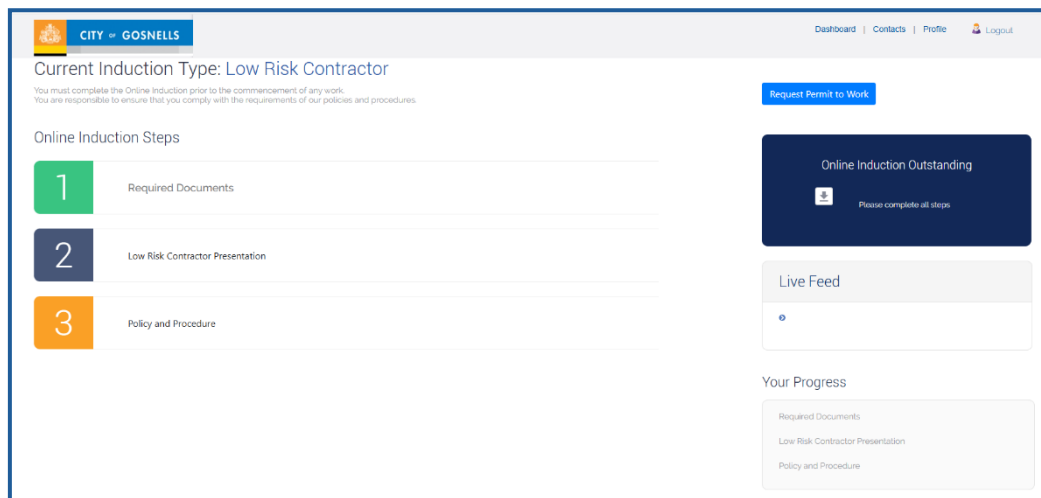 CITY OF GOSNELLS
Dashboard | Contacts | Profile Logout
Current Induction Type: Low Risk Contractor
You must complete the Online Induction prior to the commencement of any work.
You are responsible to ensure that you comply with the requirements of our policies and procedures.
Request Permit to Work
Online Induction Steps
1 Required Documents
2 Low Risk Contractor Presentation
3 Policy and Procedure
Online Induction Outstanding
Please complete all steps
Live Feed
Your Progress
Required Documents
Low Risk Contractor Presentation
Policy and Procedure